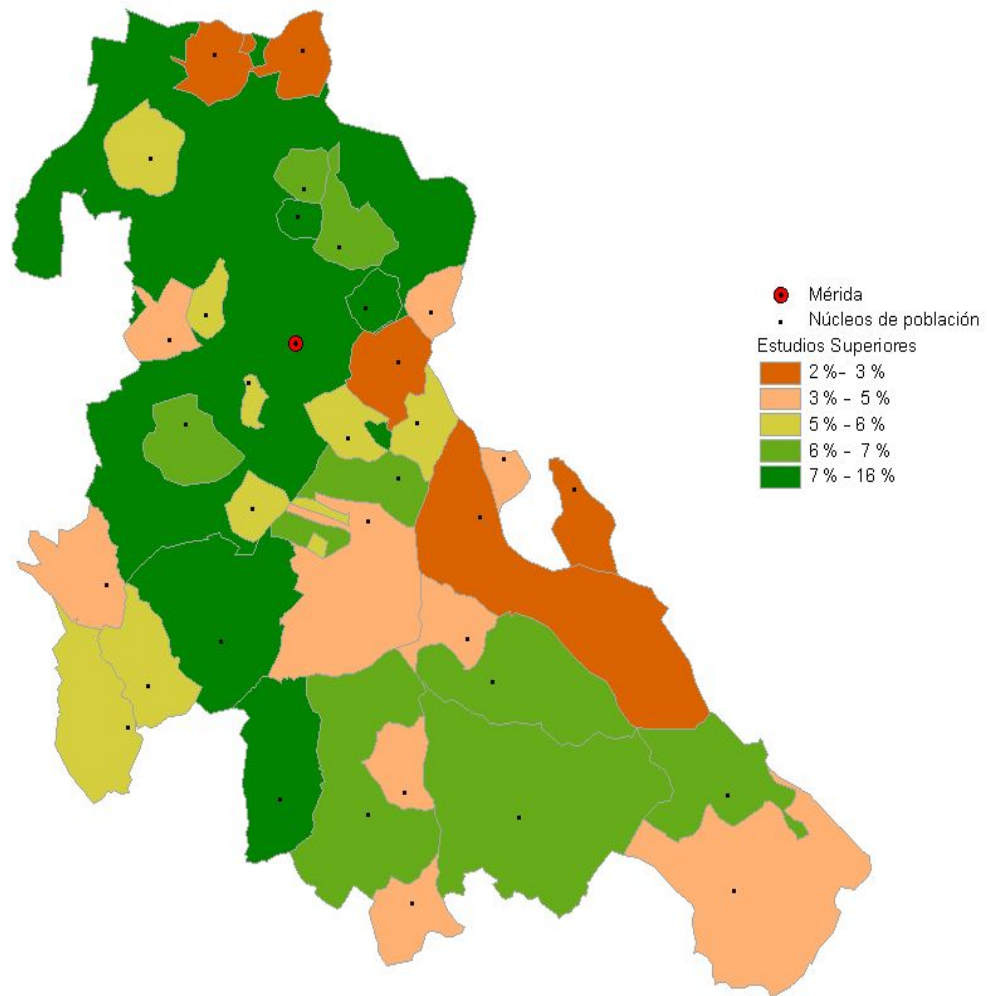 Mérida
Núcleos de población
Estudios Superiores
2 %- 3 %
3 % - 5 %
5 % - 6 %
6 % - 7 %
7 % - 16 %